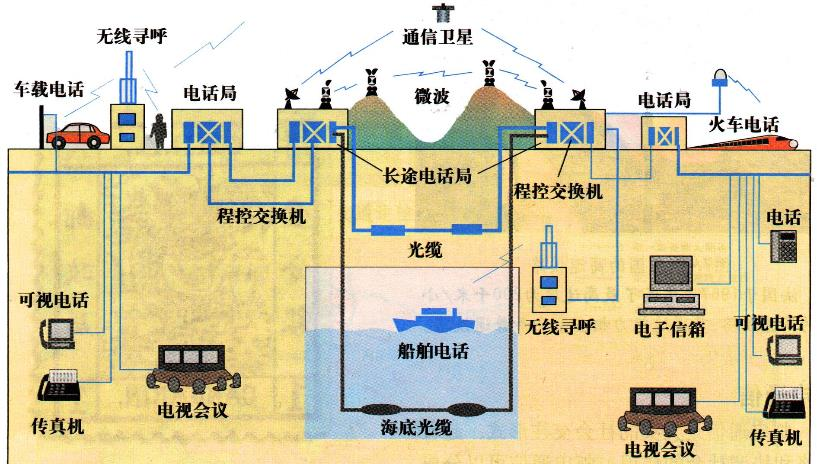 通信卫星
无线寻呼
车载电话
电话局
微波
电话局
火车电话
长途电话局
程控交换机
程控交换机
电话
光缆
可视电话
无线寻呼
电子信箱
可视电话
船舶电话
传真机
电视会议
海底光缆
电视会议
传真机